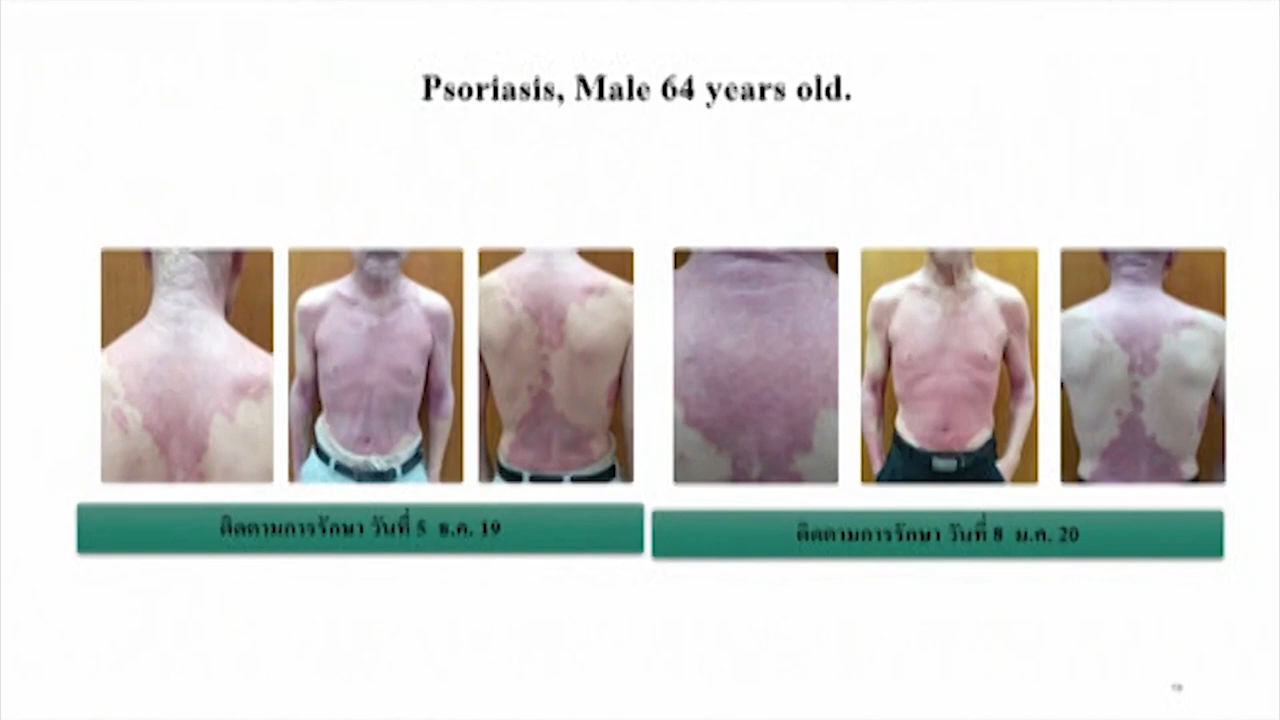 Psoriasis, Male 64 years old.
ติดตามการรักษา วันที่ 5 ธ.ค. 19
ติดตามการรักษา วันที่ 8 ม.ค. 20